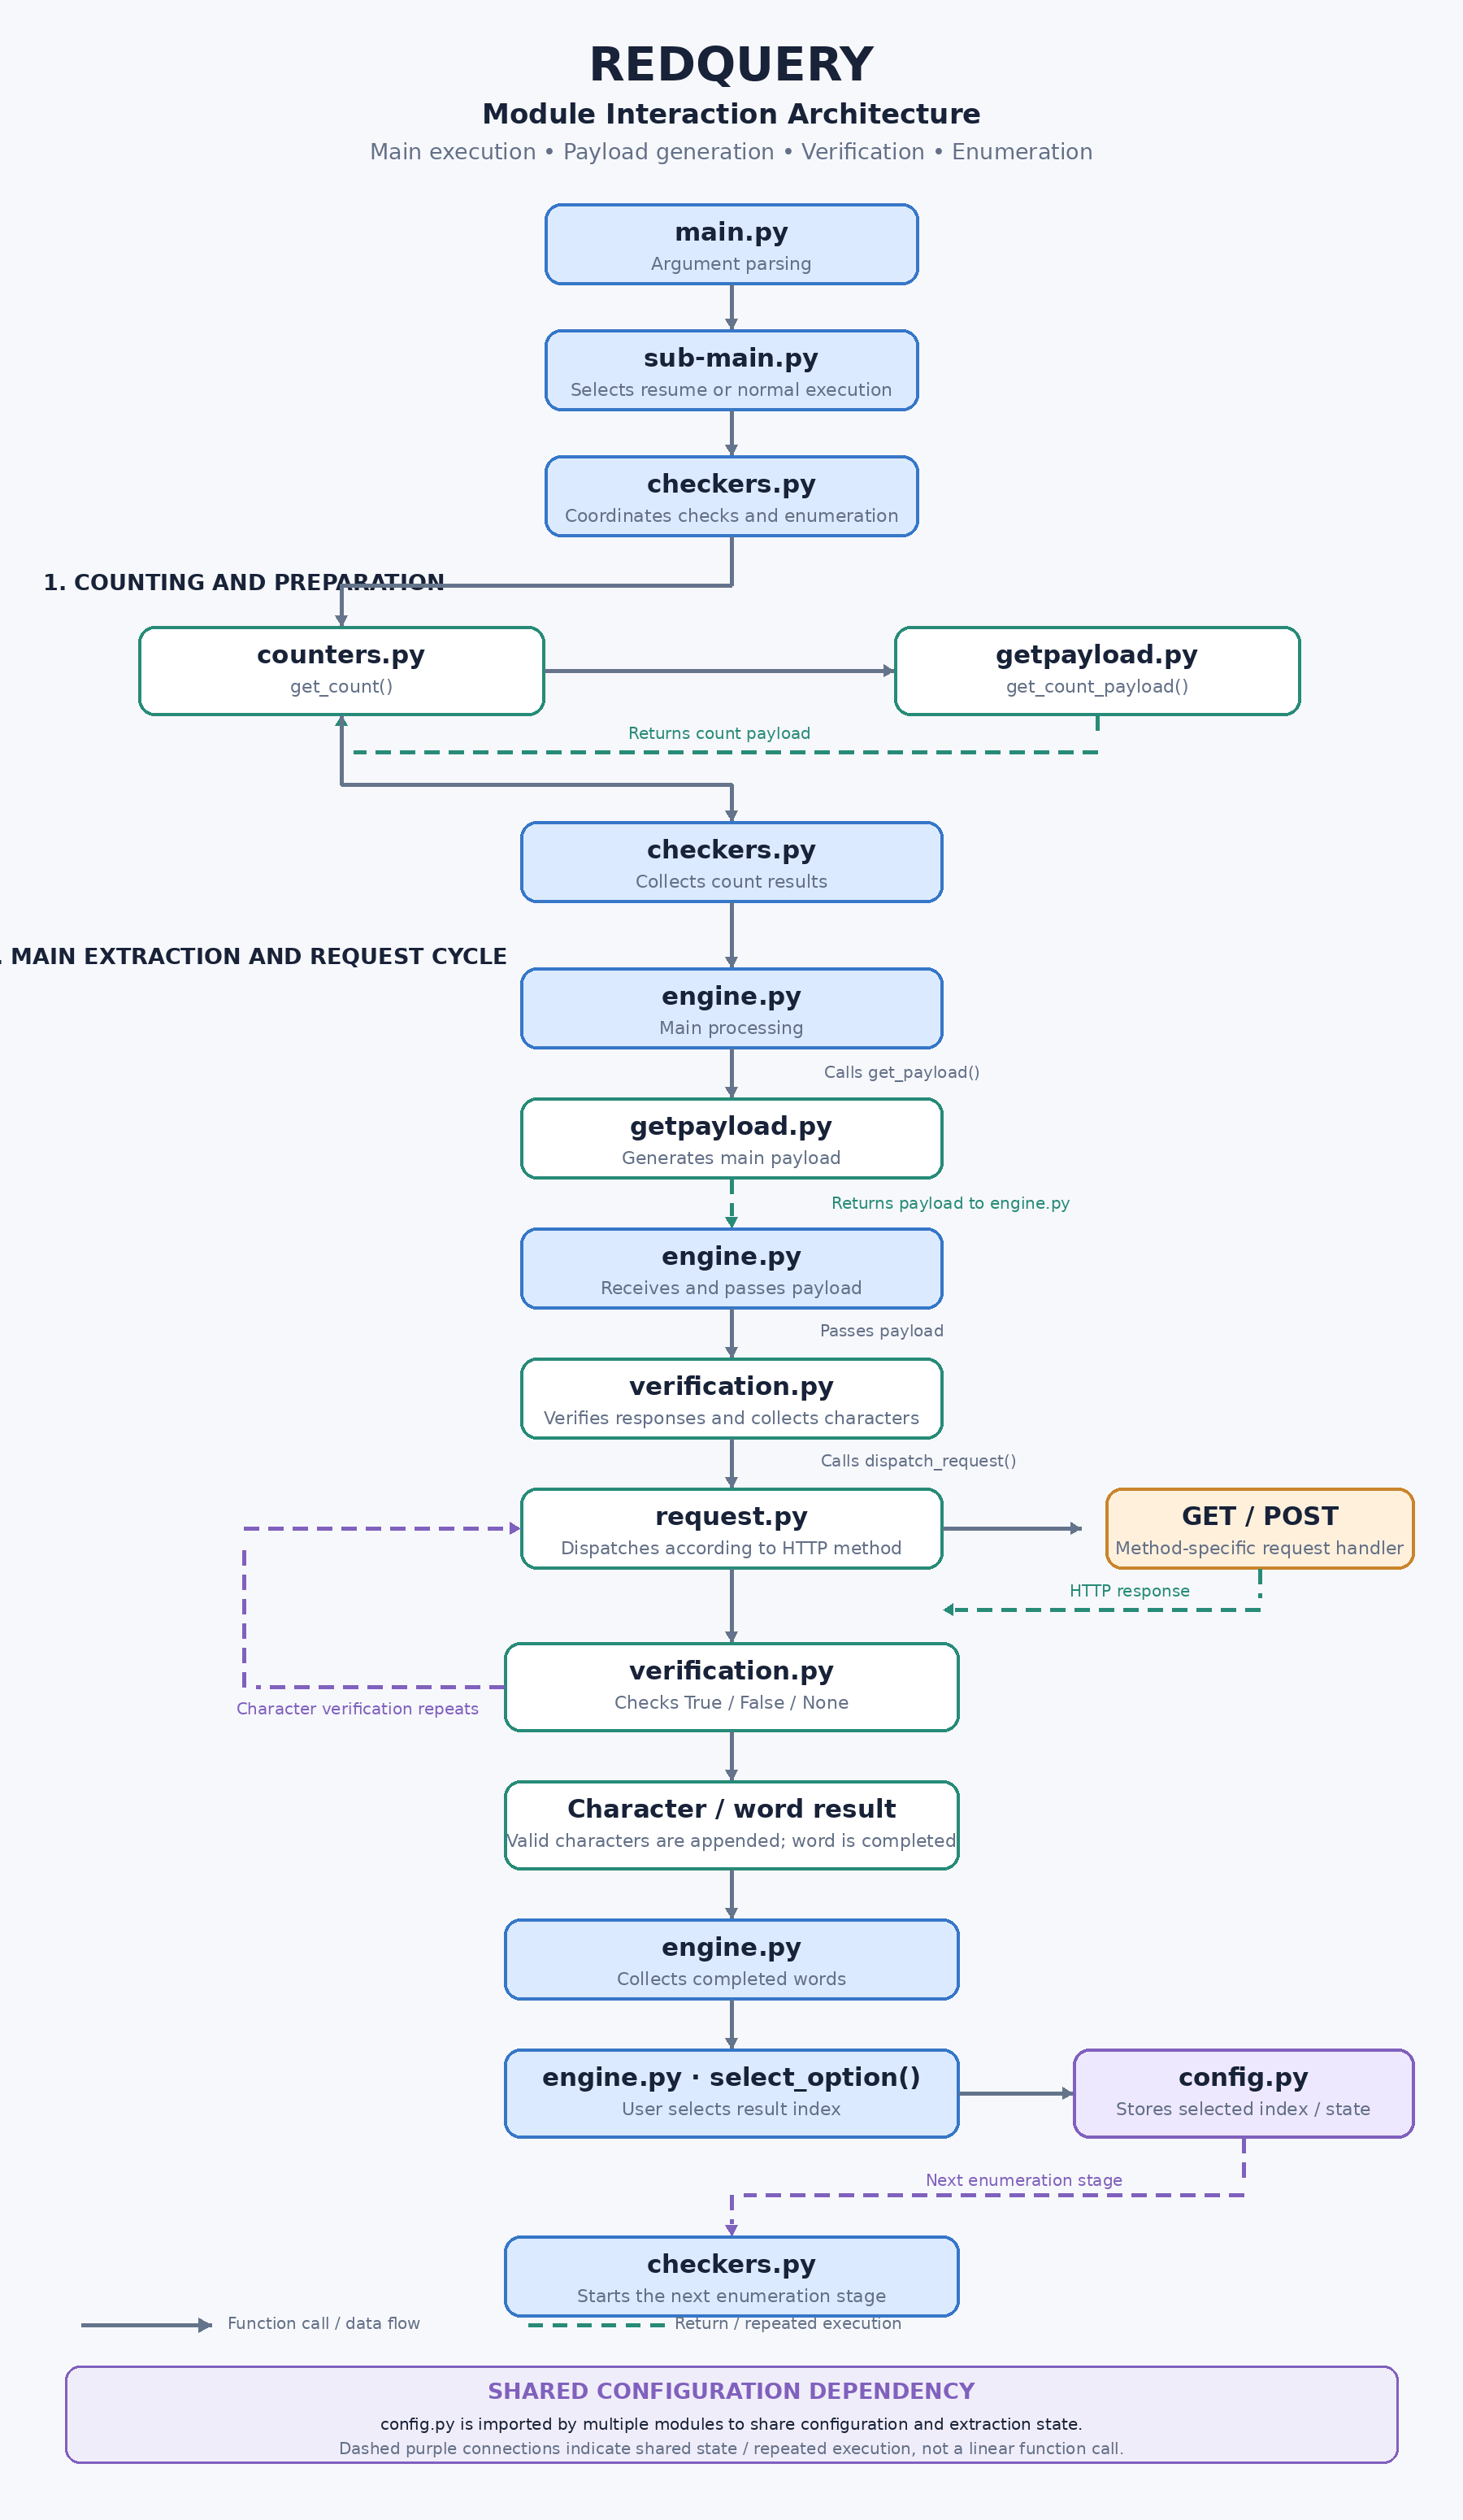 REDQUERY
Module Interaction Architecture
Main execution • Payload generation • Verification • Enumeration
main.py
Argument parsing
sub-main.py
Selects resume or normal execution
checkers.py
Coordinates checks and enumeration
1. COUNTING AND PREPARATION
counters.py
get_count()
getpayload.py
get_count_payload()
Returns count payload
checkers.py
Collects count results
. MAIN EXTRACTION AND REQUEST CYCLE
engine.py
Main processing
Calls get_payload()
getpayload.py
Generates main payload
Returns payload to engine.py
engine.py
Receives and passes payload
Passes payload
verification.py
Verifies responses and collects characters
Calls dispatch_request()
request.py
Dispatches according to HTTP method
GET / POST
Method-specific request handler
HTTP response
verification.py
Checks True / False / None
Character verification repeats
Character / word result
Valid characters are appended; word is completed
engine.py
Collects completed words
engine.py · select_option()
User selects result index
config.py
Stores selected index / state
Next enumeration stage
checkers.py
Starts the next enumeration stage
Function call / data flow
Return / repeated execution
SHARED CONFIGURATION DEPENDENCY
config.py is imported by multiple modules to share configuration and extraction state.
Dashed purple connections indicate shared state / repeated execution, not a linear function call.